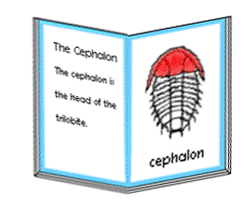 The Cephalon
The cephalon is
the head of the
trilobite.
cephalon